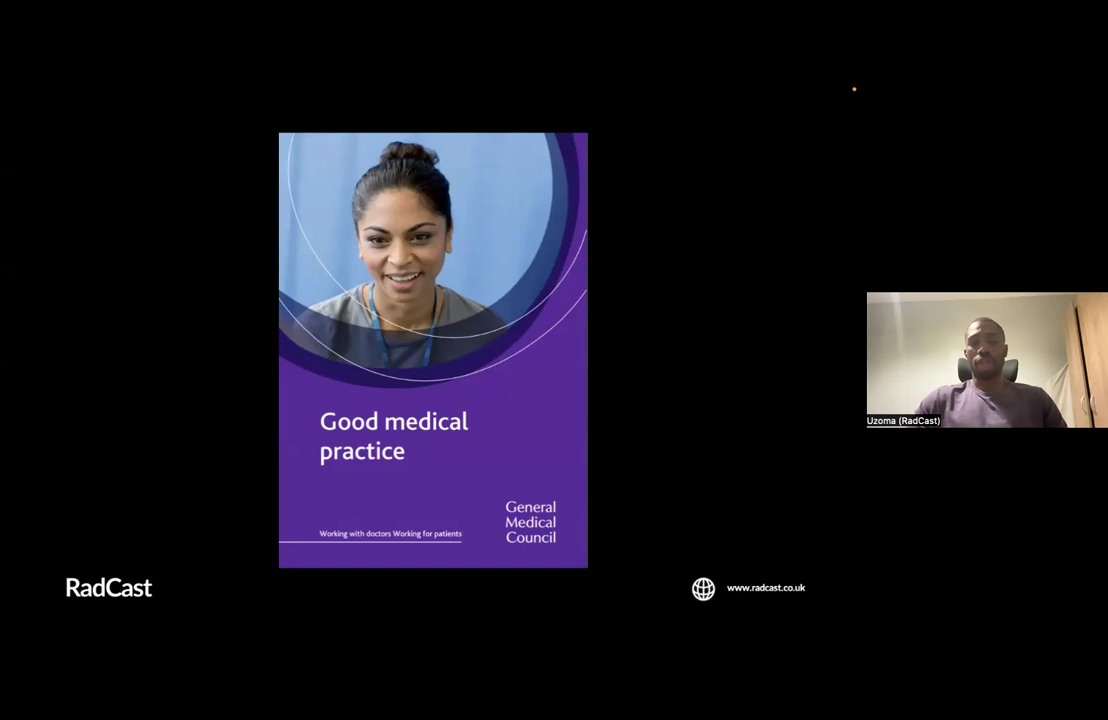 Good medical
practice
General
Medical
Council
Working with doctors Working for patients
Uzoma (RadCast)
RadCast
www.radcast.co.uk